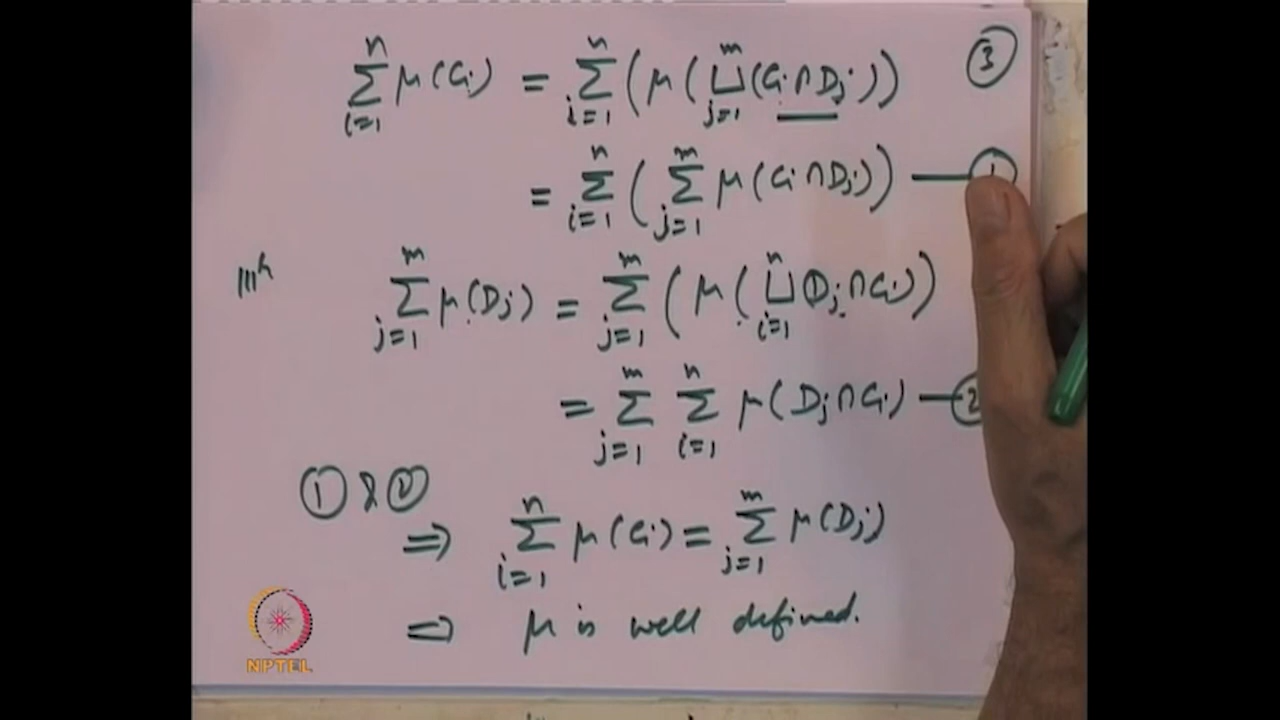 n∑i=1 μ(Ci) = n∑i=1 (μ( m⊔j=1 (Ci∩Dj))) ③
= n∑i=1 ( m∑j=1 μ(Ci∩Dj)) — ①
lllly m∑j=1 μ(Dj) = m∑j=1 (μ( n⊔i=1 (Dj∩Ci))
= m∑j=1 n∑i=1 μ(Dj∩Ci) — ②
① & ②
⇒ n∑i=1 μ(Ci) = m∑j=1 μ(Dj)
⇒ μ is well defined.
NPTEL